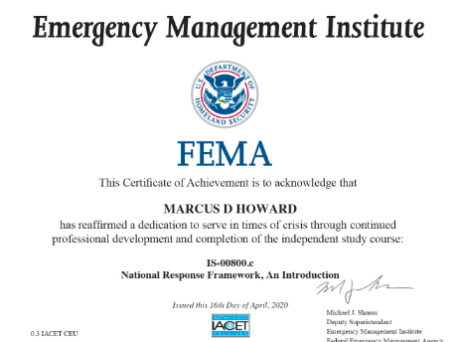 Emergency Management Institute
U.S. DEPARTMENT OF HOMELAND SECURITY
FEMA
This Certificate of Achievement is to acknowledge that
MARCUS D HOWARD
has reaffirmed a dedication to serve in times of crisis through continued
professional development and completion of the independent study course:
IS-00800.c
National Response Framework, An Introduction
Issued this 16th Day of April, 2020
Michael J. Sharon
Deputy Superintendent
Emergency Management Institute
Federal Emergency Management Agency
0.3 IACET CEU
IACET